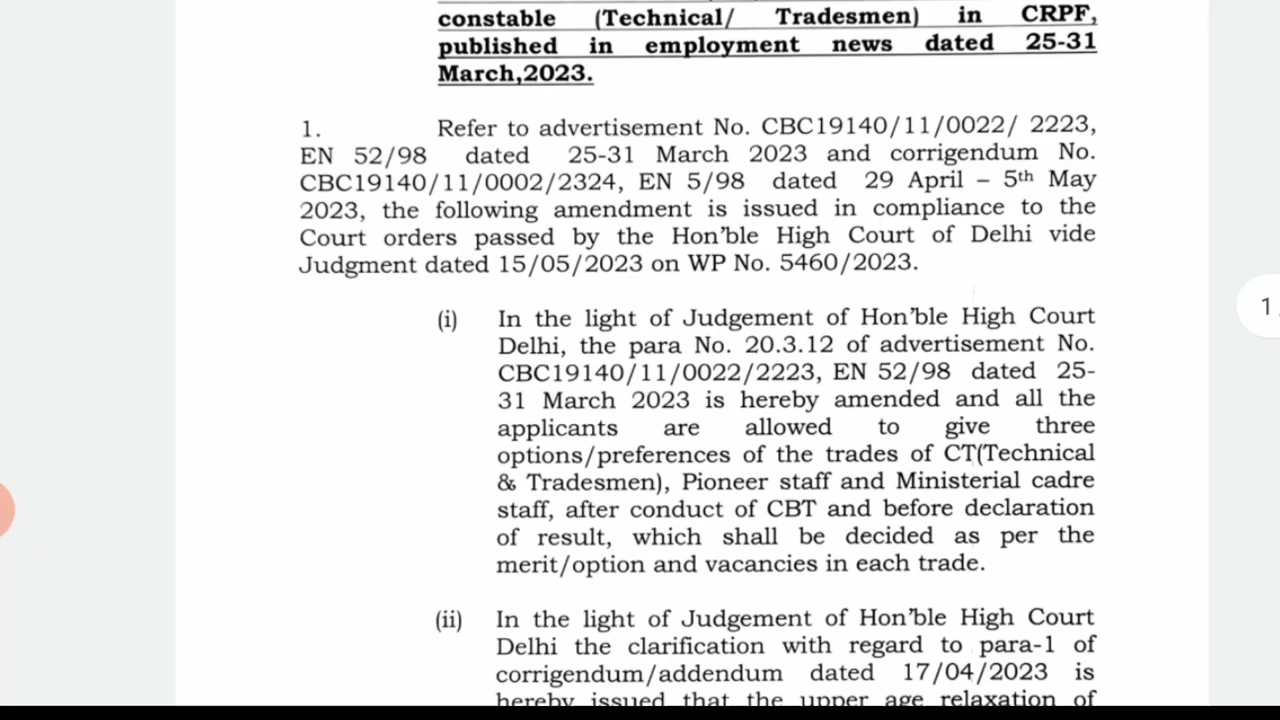 constable (Technical/ Tradesmen) in CRPF,
published in employment news dated 25-31
March,2023.
1. Refer to advertisement No. CBC19140/11/0022/ 2223,
EN 52/98 dated 25-31 March 2023 and corrigendum No.
CBC19140/11/0002/2324, EN 5/98 dated 29 April – 5th May
2023, the following amendment is issued in compliance to the
Court orders passed by the Hon'ble High Court of Delhi vide
Judgment dated 15/05/2023 on WP No. 5460/2023.
(i) In the light of Judgement of Hon'ble High Court
Delhi, the para No. 20.3.12 of advertisement No.
CBC19140/11/0022/2223, EN 52/98 dated 25-
31 March 2023 is hereby amended and all the
applicants are allowed to give three
options/preferences of the trades of CT(Technical
& Tradesmen), Pioneer staff and Ministerial cadre
staff, after conduct of CBT and before declaration
of result, which shall be decided as per the
merit/option and vacancies in each trade.
(ii) In the light of Judgement of Hon'ble High Court
Delhi the clarification with regard to para-1 of
corrigendum/addendum dated 17/04/2023 is
hereby issued that the upper age relaxation of
1